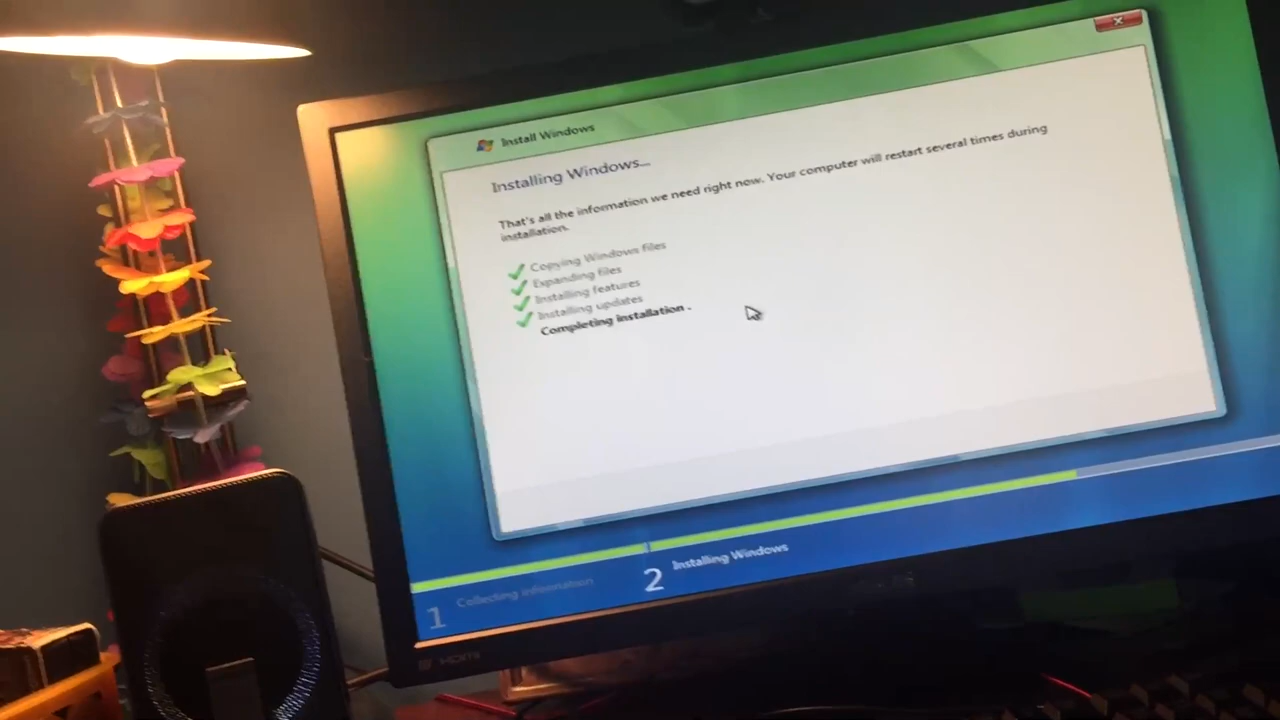 Install Windows
Installing Windows...
That's all the information we need right now. Your computer will restart several times during
installation.
Copying Windows files
Expanding files
Installing features
Installing updates
Completing installation .
1 Collecting information
2 Installing Windows
HDMI